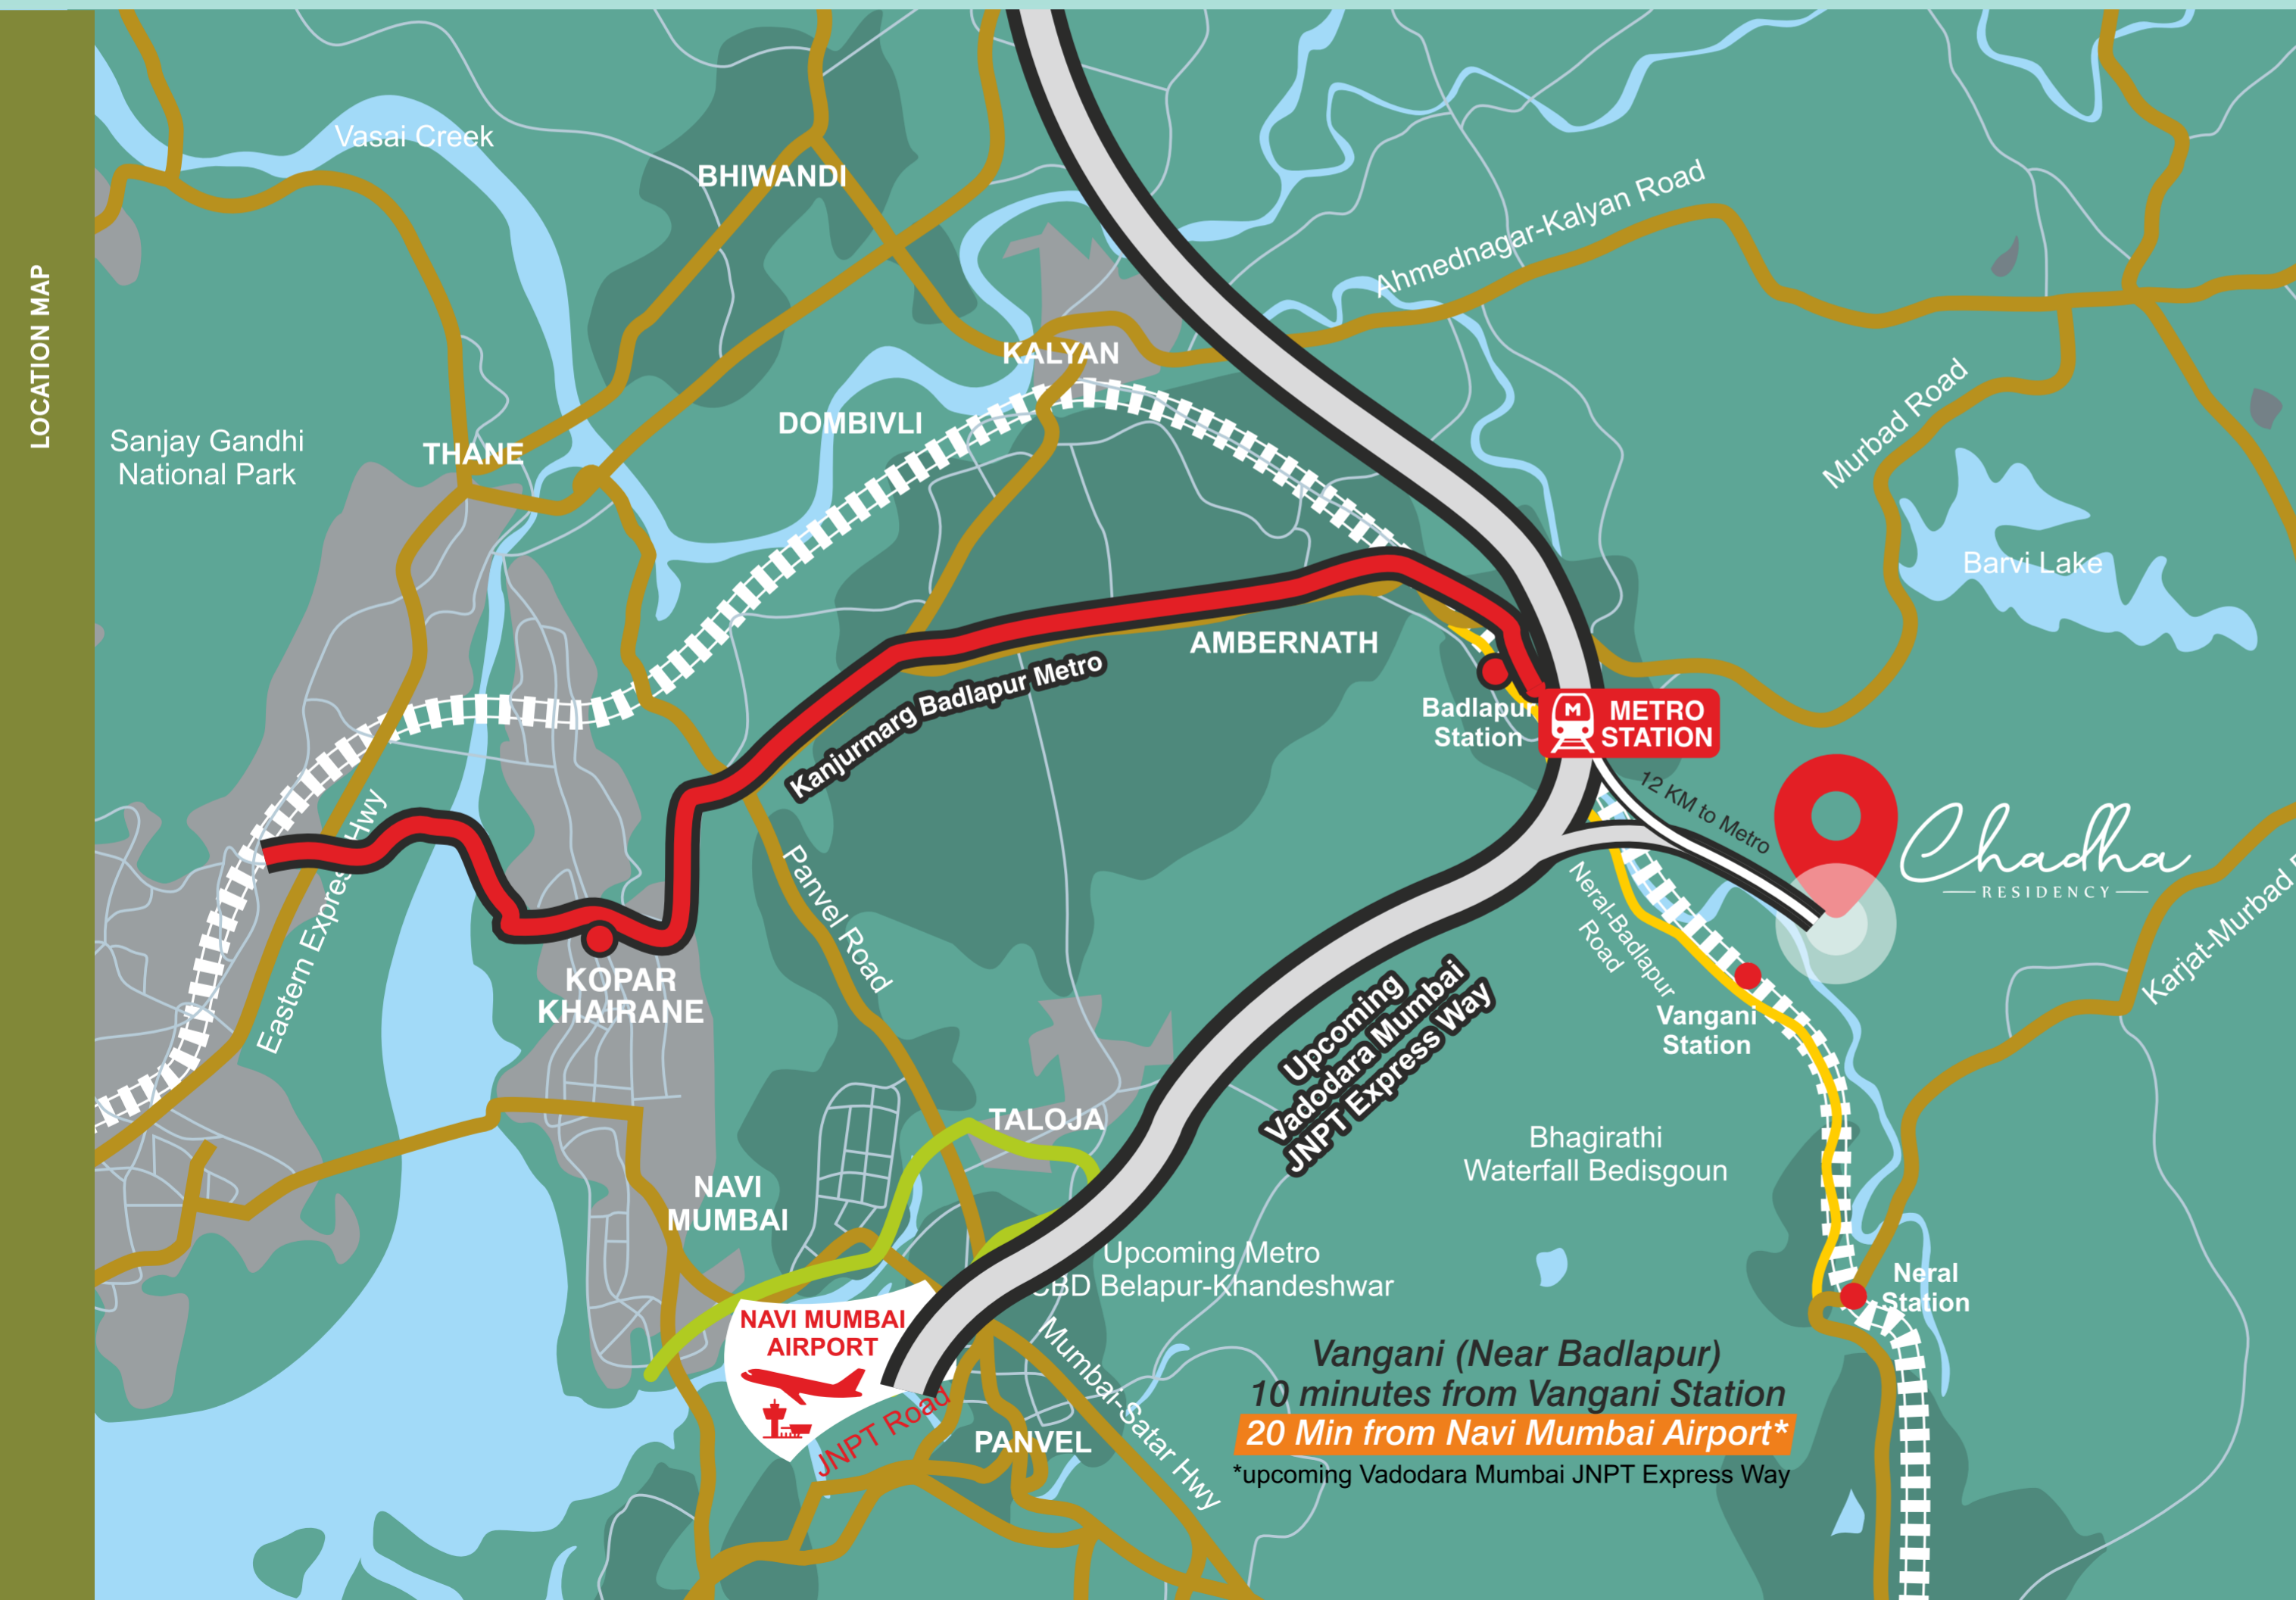 LOCATION MAP
Vasai Creek
BHIWANDI
Ahmednagar-Kalyan Road
KALYAN
DOMBIVLI
Murbad Road
Sanjay Gandhi
National Park
THANE
Barvi Lake
AMBERNATH
Kanjurmarg Badlapur Metro
Badlapur
Station
M
METRO
STATION
12 KM to Metro
Chadha
RESIDENCY
Eastern Express Hwy
Panvel Road
Neral-Badlapur
Road
Karjat-Murbad
KOPAR
KHAIRANE
Vangani
Station
Upcoming
Vadodara Mumbai
JNPT Express Way
TALOJA
Bhagirathi
Waterfall Bedisgoun
NAVI
MUMBAI
Upcoming Metro
CBD Belapur-Khandeshwar
Neral
Station
NAVI MUMBAI
AIRPORT
JNPT Road
PANVEL
Mumbai-Satar Hwy
Vangani (Near Badlapur)
10 minutes from Vangani Station
20 Min from Navi Mumbai Airport*
*upcoming Vadodara Mumbai JNPT Express Way